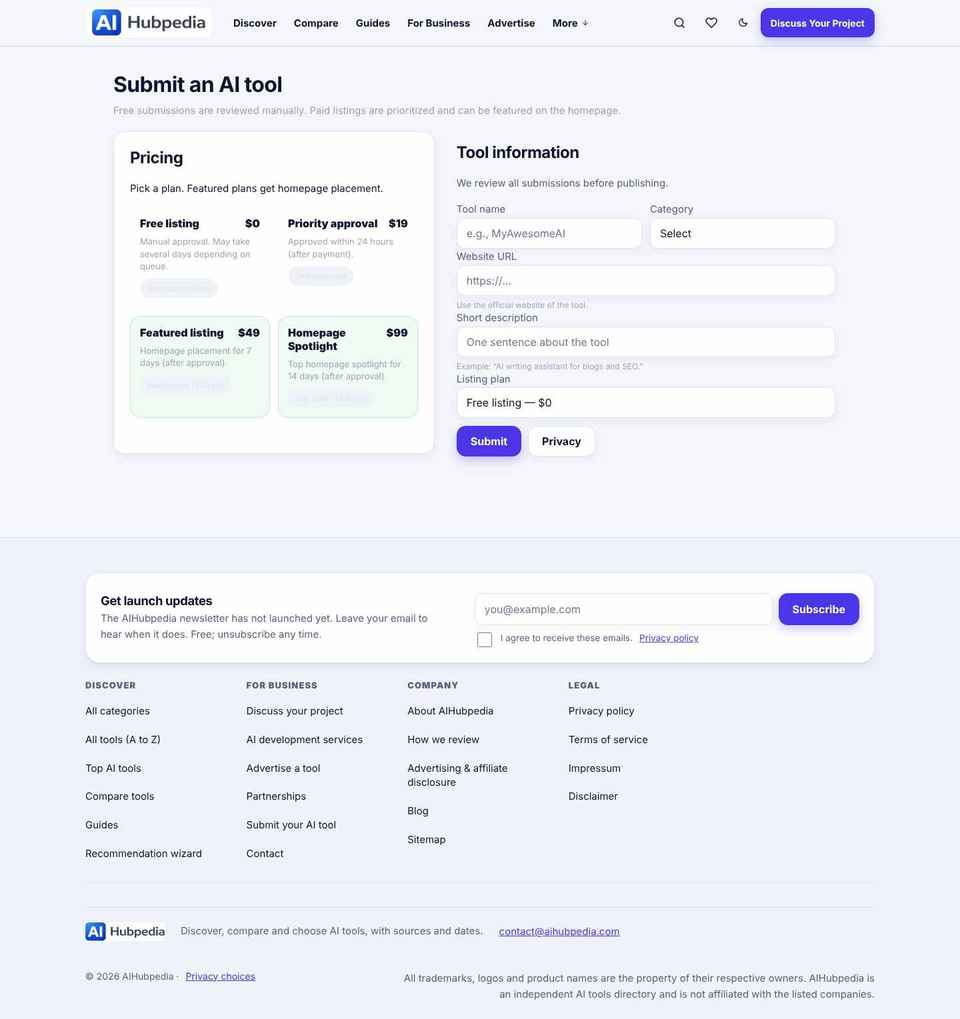 AI Hubpedia
Discover Compare Guides For Business Advertise More
Discuss Your Project
Submit an AI tool
Free submissions are reviewed manually. Paid listings are prioritized and can be featured on the homepage.
Pricing
Pick a plan. Featured plans get homepage placement.
Free listing $0
Manual approval. May take
several days depending on
queue.
Priority approval $19
Approved within 24 hours
(after payment).
Featured listing $49
Homepage placement for 7
days (after approval).
Homepage $99
Spotlight
Top homepage spotlight for
14 days (after approval).
Tool information
We review all submissions before publishing.
Tool name
e.g., MyAwesomeAI
Category
Select
Website URL
https://...
Use the official website of the tool.
Short description
One sentence about the tool
Example: "AI writing assistant for blogs and SEO."
Listing plan
Free listing — $0
Submit
Privacy
Get launch updates
The AIHubpedia newsletter has not launched yet. Leave your email to
hear when it does. Free; unsubscribe any time.
you@example.com
Subscribe
I agree to receive these emails. Privacy policy
DISCOVER
All categories
All tools (A to Z)
Top AI tools
Compare tools
Guides
Recommendation wizard
FOR BUSINESS
Discuss your project
AI development services
Advertise a tool
Partnerships
Submit your AI tool
Contact
COMPANY
About AIHubpedia
How we review
Advertising & affiliate
disclosure
Blog
Sitemap
LEGAL
Privacy policy
Terms of service
Impressum
Disclaimer
AI Hubpedia
Discover, compare and choose AI tools, with sources and dates.
contact@aihubpedia.com
© 2026 AIHubpedia · Privacy choices
All trademarks, logos and product names are the property of their respective owners. AIHubpedia is
an independent AI tools directory and is not affiliated with the listed companies.